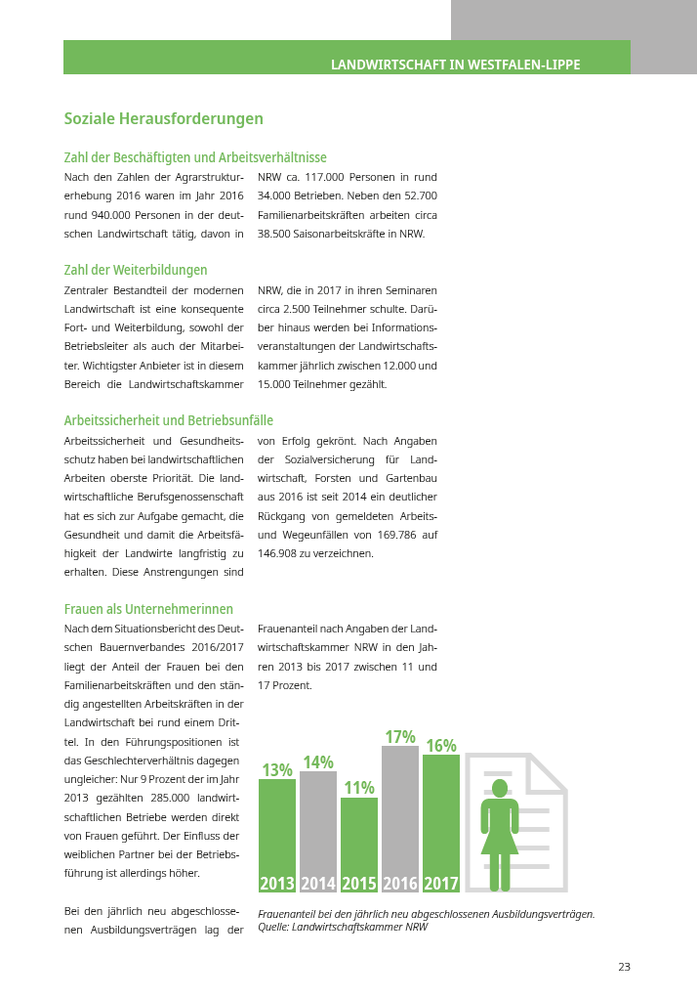 LANDWIRTSCHAFT IN WESTFALEN-LIPPE
Soziale Herausforderungen
Zahl der Beschäftigten und Arbeitsverhältnisse
Nach den Zahlen der Agrarstruktur-
erhebung 2016 waren im Jahr 2016
rund 940.000 Personen in der deut-
schen Landwirtschaft tätig, davon in
NRW ca. 117.000 Personen in rund
34.000 Betrieben. Neben den 52.700
Familienarbeitskräften arbeiten circa
38.500 Saisonarbeitskräfte in NRW.
Zahl der Weiterbildungen
Zentraler Bestandteil der modernen
Landwirtschaft ist eine konsequente
Fort- und Weiterbildung, sowohl der
Betriebsleiter als auch der Mitarbei-
ter. Wichtigster Anbieter ist in diesem
Bereich die Landwirtschaftskammer
NRW, die in 2017 in ihren Seminaren
circa 2.500 Teilnehmer schulte. Darü-
ber hinaus werden bei Informations-
veranstaltungen der Landwirtschafts-
kammer jährlich zwischen 12.000 und
15.000 Teilnehmer gezählt.
Arbeitssicherheit und Betriebsunfälle
Arbeitssicherheit und Gesundheits-
schutz haben bei landwirtschaftlichen
Arbeiten oberste Priorität. Die land-
wirtschaftliche Berufsgenossenschaft
hat es sich zur Aufgabe gemacht, die
Gesundheit und damit die Arbeitsfä-
higkeit der Landwirte langfristig zu
erhalten. Diese Anstrengungen sind
von Erfolg gekrönt. Nach Angaben
der Sozialversicherung für Land-
wirtschaft, Forsten und Gartenbau
aus 2016 ist seit 2014 ein deutlicher
Rückgang von gemeldeten Arbeits-
und Wegeunfällen von 169.786 auf
146.908 zu verzeichnen.
Frauen als Unternehmerinnen
Nach dem Situationsbericht des Deut-
schen Bauernverbandes 2016/2017
liegt der Anteil der Frauen bei den
Familienarbeitskräften und den stän-
dig angestellten Arbeitskräften in der
Landwirtschaft bei rund einem Drit-
tel. In den Führungspositionen ist
das Geschlechterverhältnis dagegen
ungleicher: Nur 9 Prozent der im Jahr
2013 gezählten 285.000 landwirt-
schaftlichen Betriebe werden direkt
von Frauen geführt. Der Einfluss der
weiblichen Partner bei der Betriebs-
führung ist allerdings höher.
Bei den jährlich neu abgeschlosse-
nen Ausbildungsverträgen lag der
Frauenanteil nach Angaben der Land-
wirtschaftskammer NRW in den Jah-
ren 2013 bis 2017 zwischen 11 und
17 Prozent.
13% 14% 11% 17% 16%
2013 2014 2015 2016 2017
Frauenanteil bei den jährlich neu abgeschlossenen Ausbildungsverträgen.
Quelle: Landwirtschaftskammer NRW
23